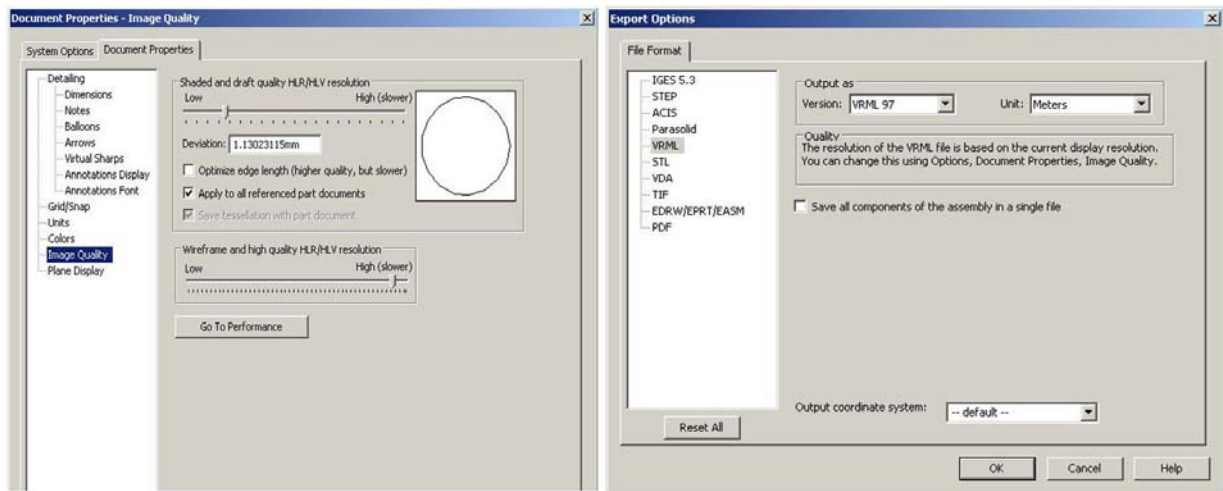 Document Properties - Image Quality
System Options Document Properties
Detailing
Dimensions
Notes
Balloons
Arrows
Virtual Sharps
Annotations Display
Annotations Font
Grid/Snap
Units
Colors
Image Quality
Plane Display
Shaded and draft quality HLR/HLV resolution
Low High (slower)
Deviation: 1.13023115mm
Optimize edge length (higher quality, but slower)
Apply to all referenced part documents
Save tessellation with part document
Wireframe and high quality HLR/HLV resolution
Low High (slower)
Go To Performance
Export Options
File Format
IGES 5.3
STEP
ACIS
Parasolid
VRML
STL
VDA
TIF
EDRW/EPRT/EASM
PDF
Reset All
Output as
Version: VRML 97 Unit: Meters
Quality
The resolution of the VRML file is based on the current display resolution.
You can change this using Options, Document Properties, Image Quality.
Save all components of the assembly in a single file
Output coordinate system: -- default --
OK Cancel Help